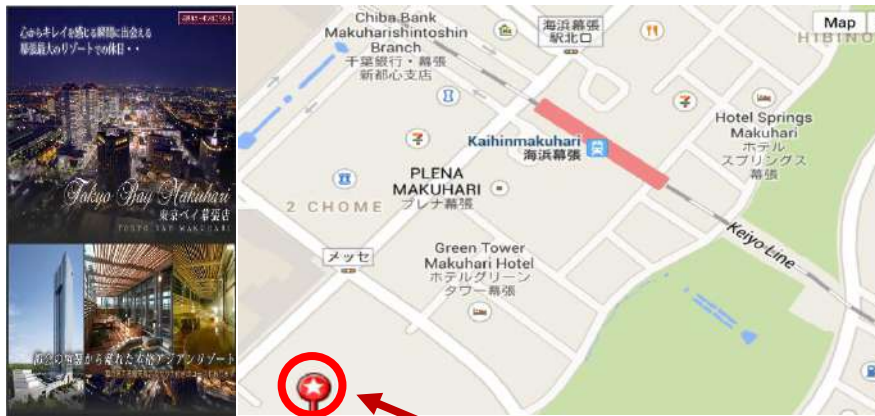 心からキレイを感じる瞬間に出会える
幕張最大のリゾートでの休日・・
Tokyo Bay Makuhari
東京ベイ幕張店
TOKYO BAY MAKUHARI
都会の喧騒から離れた本格アジアンリゾート
Chiba Bank
Makuharishintoshin
Branch
千葉銀行・幕張
新都心支店
海浜幕張
駅北口
Map
HIBINO
Kaihinmakuhari
海浜幕張
Hotel Springs
Makuhari
ホテル
スプリングス
幕張
PLENA
MAKUHARI
プレナ幕張
2 CHOME
メッセ
Green Tower
Makuhari Hotel
ホテルグリーン
タワー幕張
Keiyo Line